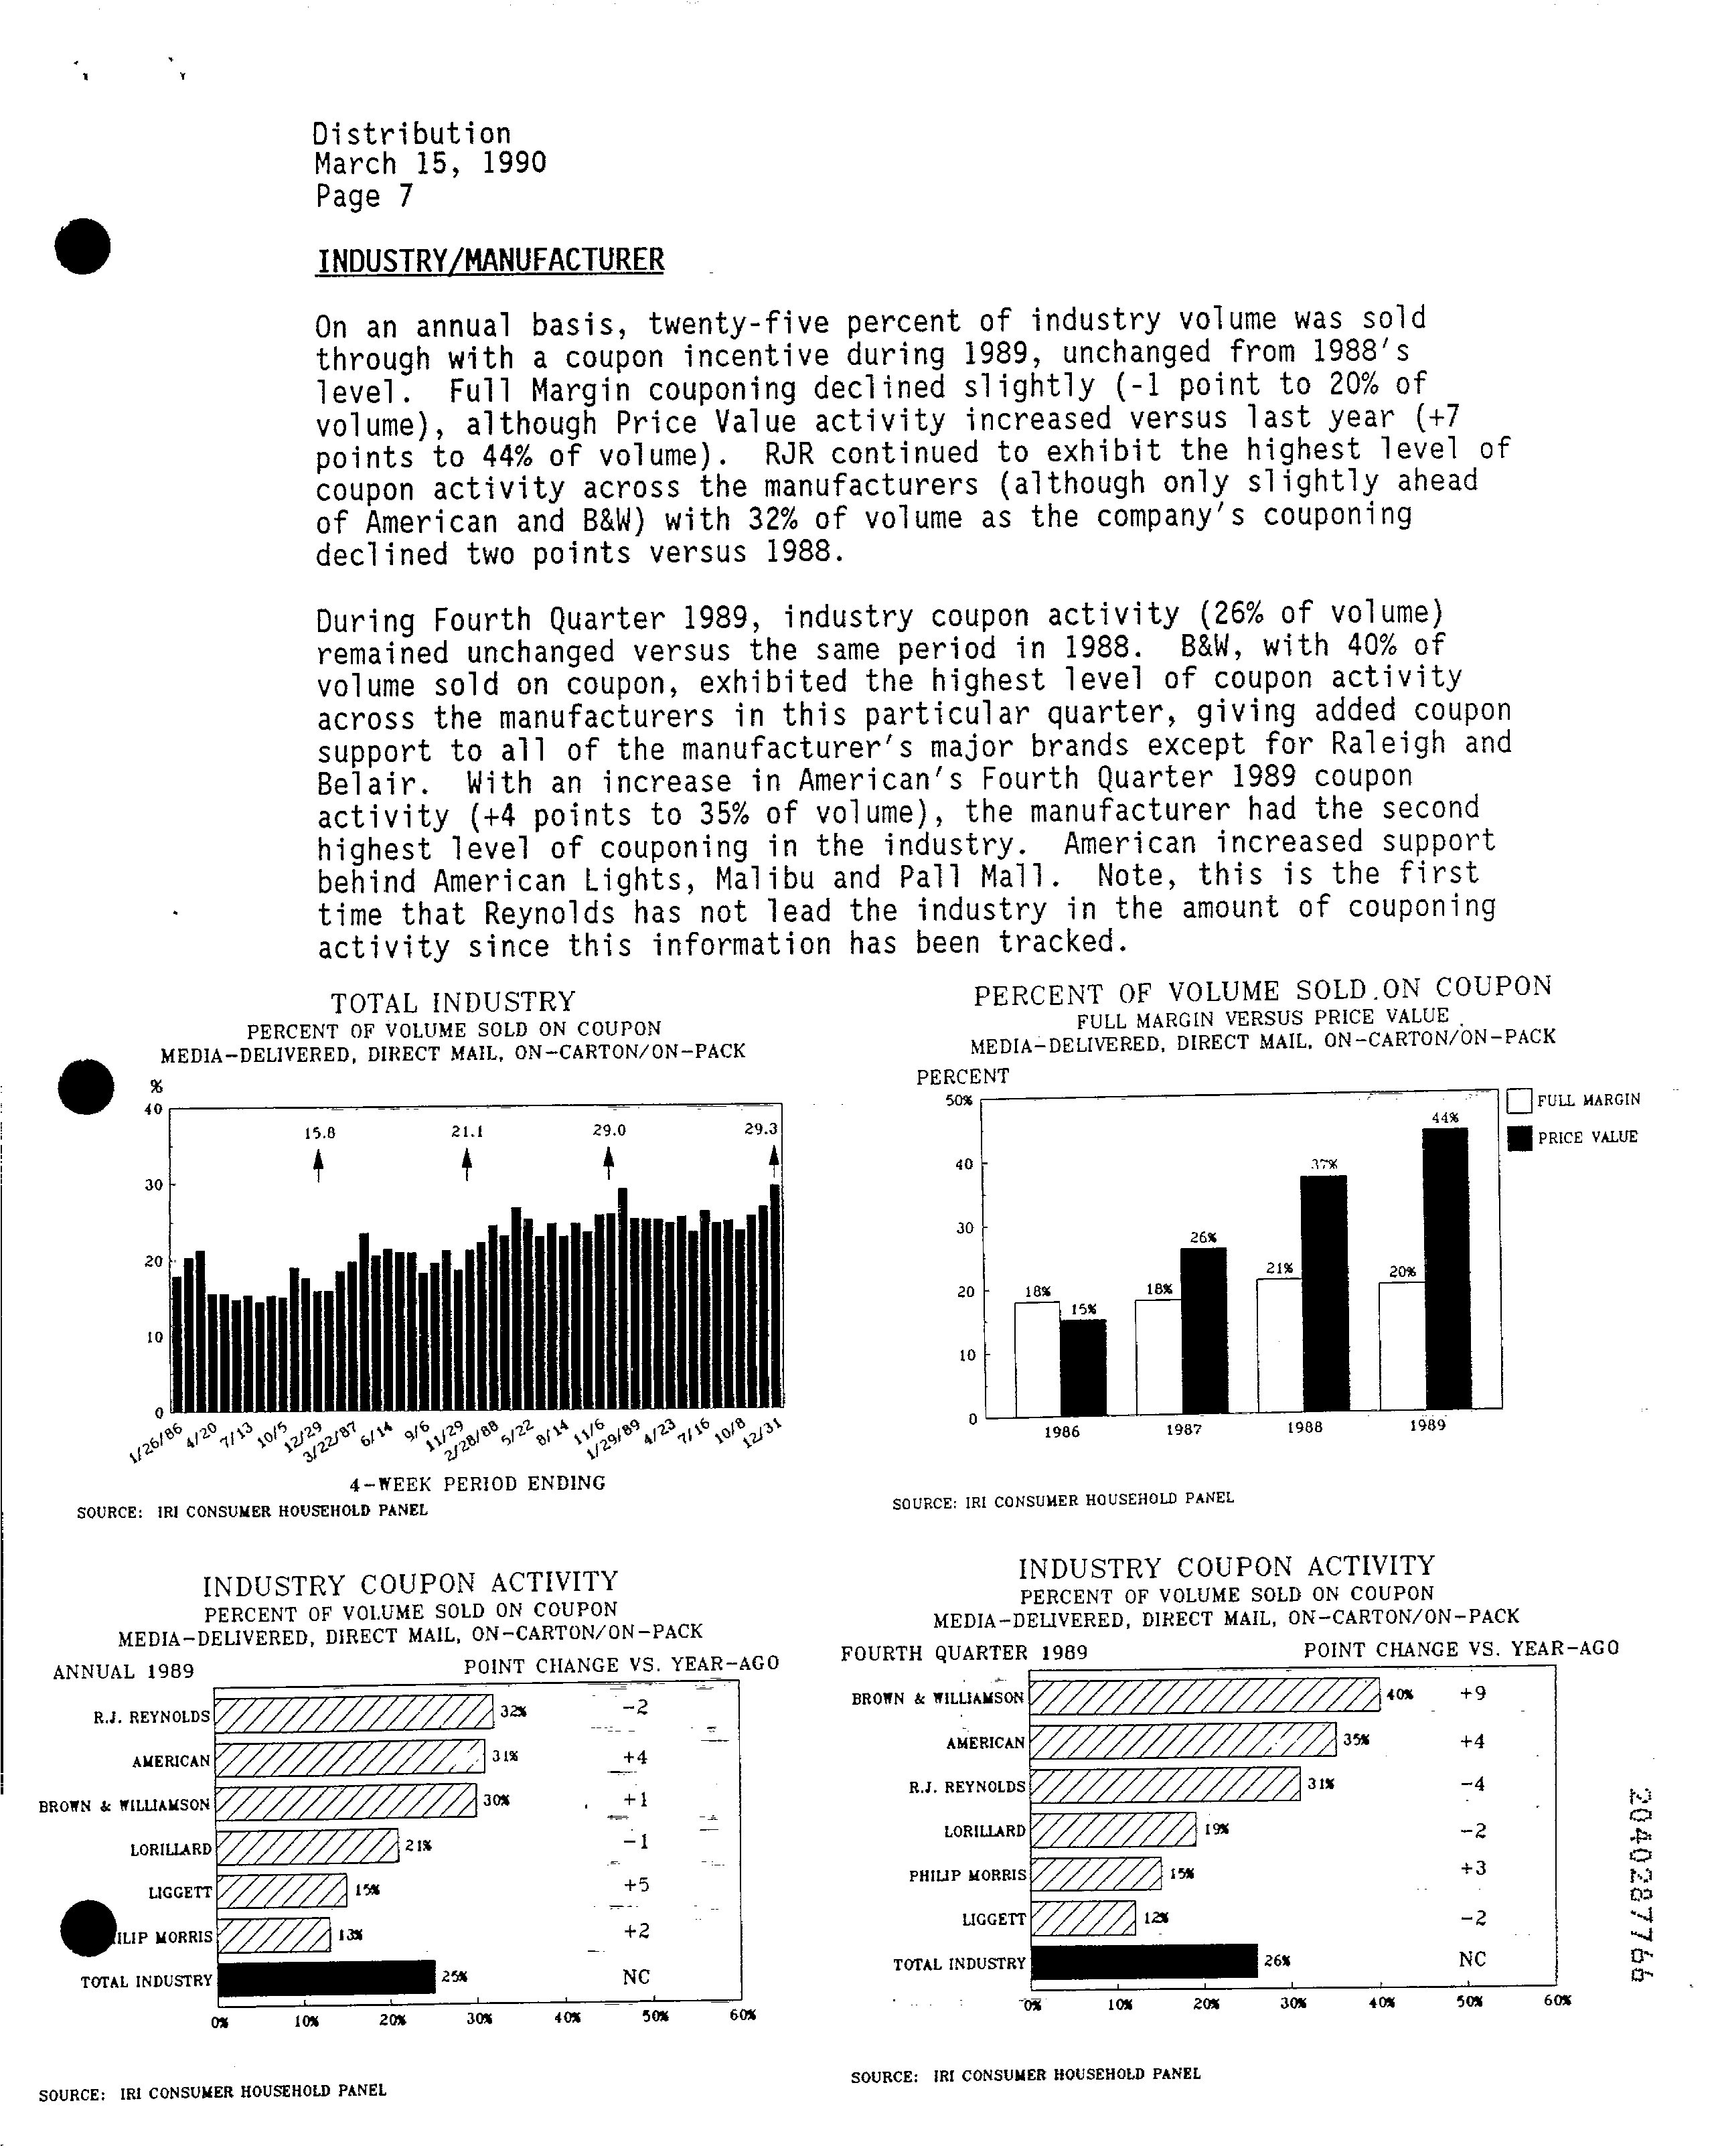 Distribution
March 15, 1990
Page 7
INDUSTRY/MANUFACTURER
On an annual basis, twenty-five percent of industry volume was sold
through with a coupon incentive during 1989, unchanged from 1988's
level. Full Margin couponing declined slightly (-1 point to 20% of
volume), although Price Value activity increased versus last year (+7
points to 44% of volume). RJR continued to exhibit the highest level of
coupon activity across the manufacturers (although only slightly ahead
of American and B&W) with 32% of volume as the company's couponing
declined two points versus 1988.
During Fourth Quarter 1989, industry coupon activity (26% of volume)
remained unchanged versus the same period in 1988. B&W, with 40% of
volume sold on coupon, exhibited the highest level of coupon activity
across the manufacturers in this particular quarter, giving added coupon
support to all of the manufacturer's major brands except for Raleigh and
Belair. With an increase in American's Fourth Quarter 1989 coupon
activity (+4 points to 35% of volume), the manufacturer had the second
highest level of couponing in the industry. American increased support
behind American Lights, Malibu and Pall Mall. Note, this is the first
time that Reynolds has not lead the industry in the amount of couponing
activity since this information has been tracked.
TOTAL INDUSTRY
PERCENT OF VOLUME SOLD ON COUPON
MEDIA-DELIVERED, DIRECT MAIL, ON-CARTON/ON-PACK
%
40
15.8 21.1 29.0 29.3
30
20
10
0
1/26/86 4/20 7/13 10/5 12/29 3/22/87 6/14 9/6 11/29 2/28/88 5/22 8/14 11/6 1/29/89 4/23 7/16 10/8 12/31
4-WEEK PERIOD ENDING
SOURCE: IRI CONSUMER HOUSEHOLD PANEL
PERCENT OF VOLUME SOLD ON COUPON
FULL MARGIN VERSUS PRICE VALUE
MEDIA-DELIVERED, DIRECT MAIL, ON-CARTON/ON-PACK
PERCENT
50%
FULL MARGIN
PRICE VALUE
44%
40
37%
30
26%
21%
20%
20
18%
18%
15%
10
0
1986 1987 1988 1989
SOURCE: IRI CONSUMER HOUSEHOLD PANEL
INDUSTRY COUPON ACTIVITY
PERCENT OF VOLUME SOLD ON COUPON
MEDIA-DELIVERED, DIRECT MAIL, ON-CARTON/ON-PACK
ANNUAL 1989 POINT CHANGE VS. YEAR-AGO
R.J. REYNOLDS 32% -2
AMERICAN 31% +4
BROWN & WILLIAMSON 30% +1
LORILLARD 21% -1
LIGGETT 15% +5
ILIP MORRIS 13% +2
TOTAL INDUSTRY 25% NC
0% 10% 20% 30% 40% 50% 60%
SOURCE: IRI CONSUMER HOUSEHOLD PANEL
INDUSTRY COUPON ACTIVITY
PERCENT OF VOLUME SOLD ON COUPON
MEDIA-DELIVERED, DIRECT MAIL, ON-CARTON/ON-PACK
FOURTH QUARTER 1989 POINT CHANGE VS. YEAR-AGO
BROWN & WILLIAMSON 40% +9
AMERICAN 35% +4
R.J. REYNOLDS 31% -4
LORILLARD 19% -2
PHILIP MORRIS 15% +3
LIGGETT 12% -2
TOTAL INDUSTRY 26% NC
0% 10% 20% 30% 40% 50% 60%
SOURCE: IRI CONSUMER HOUSEHOLD PANEL
2040287766